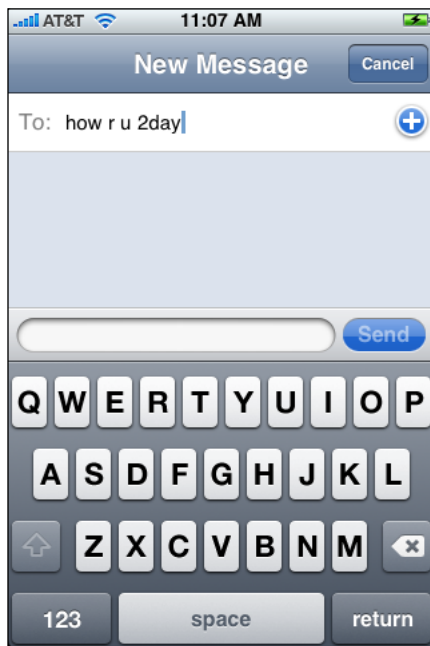 AT&T 11:07 AM
New Message Cancel
To: how r u 2day
Send
Q W E R T Y U I O P
A S D F G H J K L
Z X C V B N M
123 space return